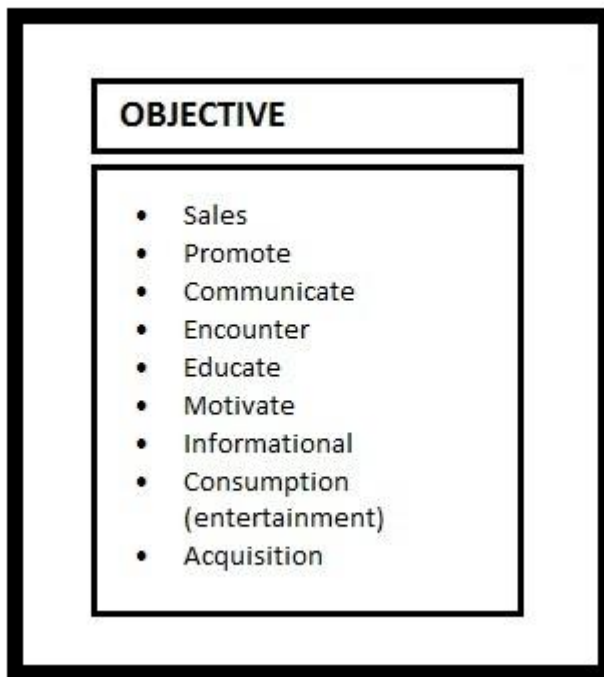 OBJECTIVE
• Sales
• Promote
• Communicate
• Encounter
• Educate
• Motivate
• Informational
• Consumption
(entertainment)
• Acquisition